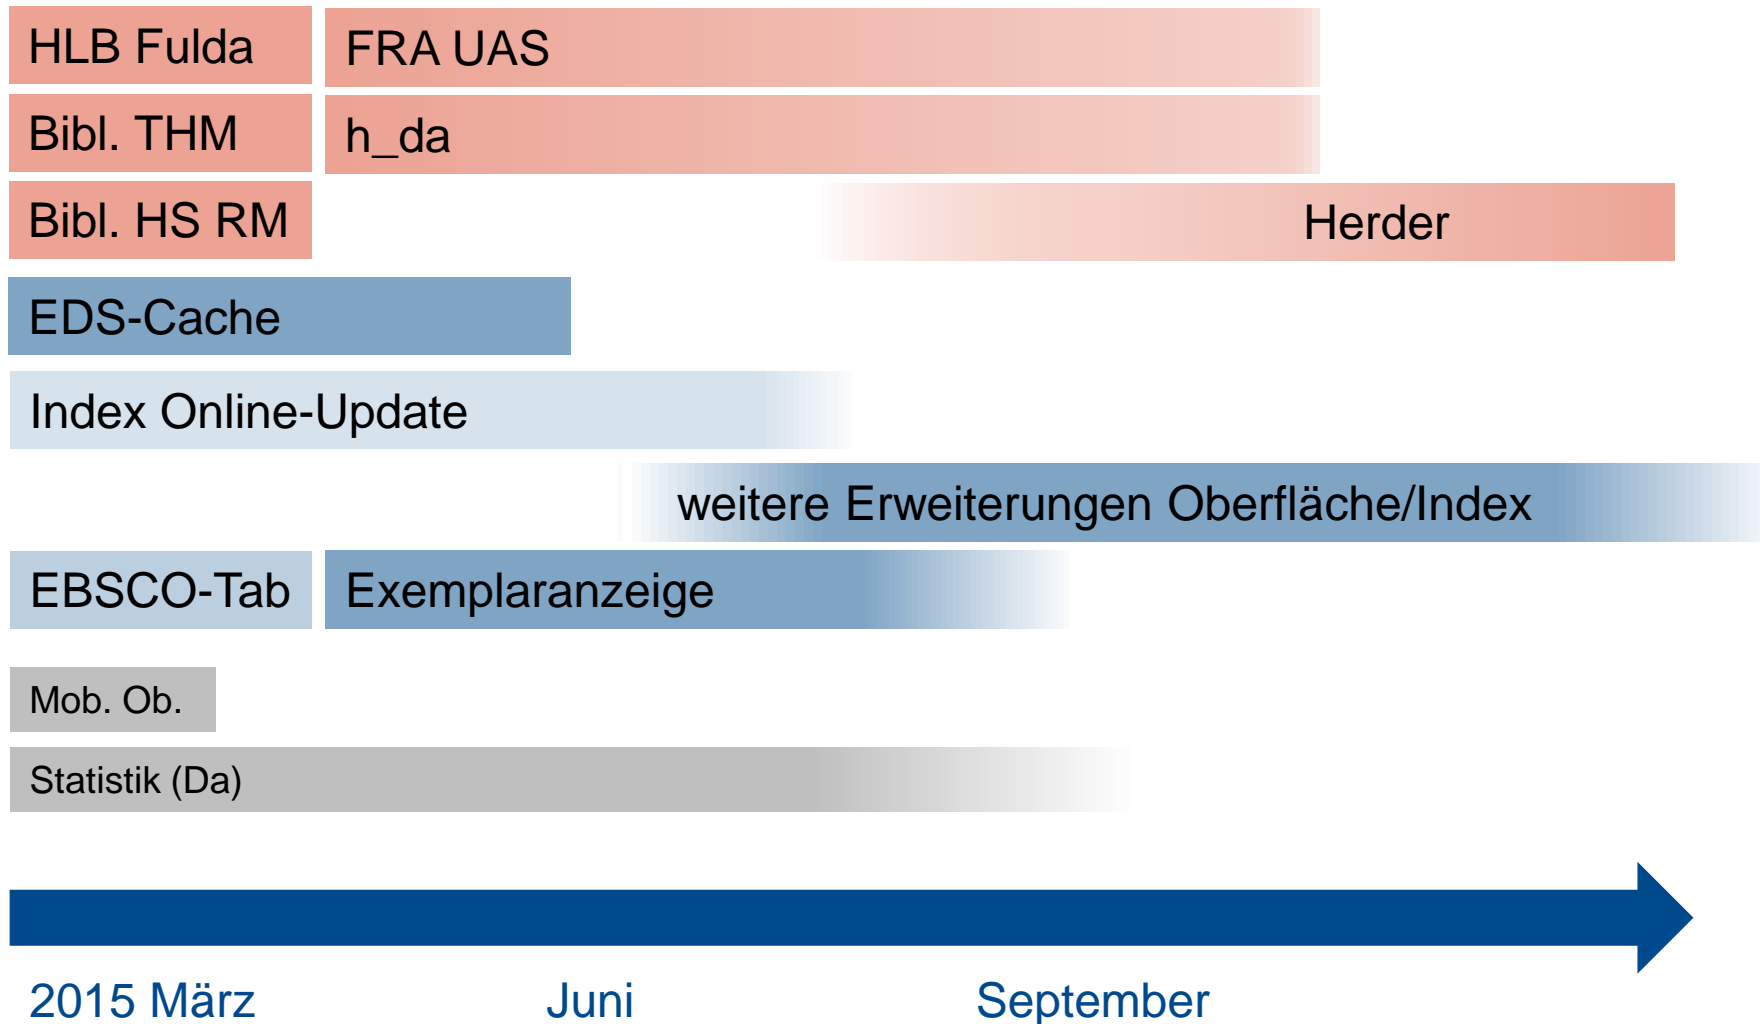 HLB Fulda
FRA UAS
Bibl. THM
h_da
Bibl. HS RM
Herder
EDS-Cache
Index Online-Update
weitere Erweiterungen Oberfläche/Index
EBSCO-Tab
Exemplaranzeige
Mob. Ob.
Statistik (Da)
2015 März
Juni
September